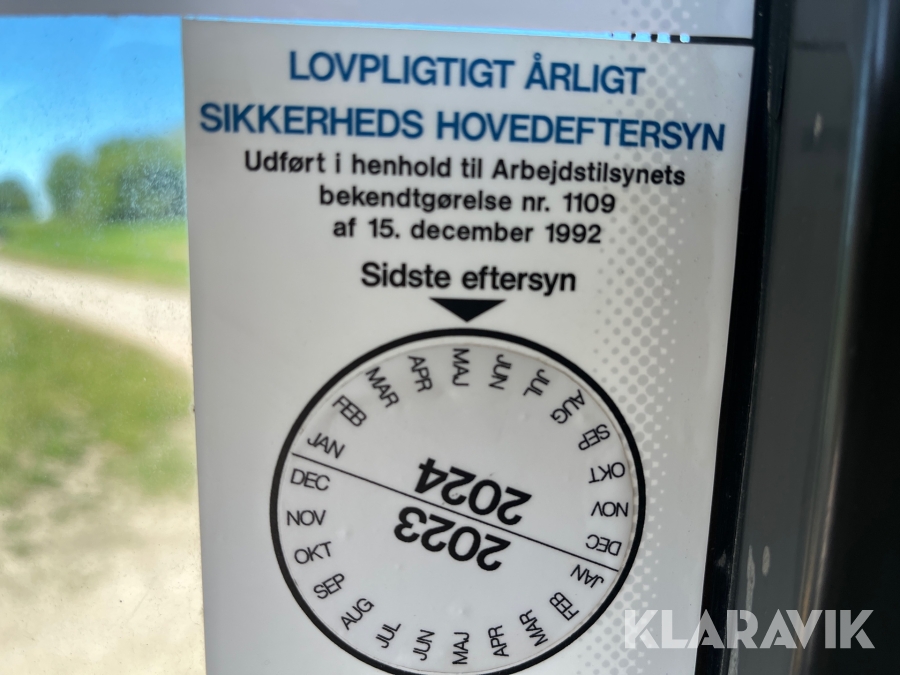 LOVPLIGTIGT ÅRLIGT
SIKKERHEDS HOVEDEFTERSYN
Udført i henhold til Arbejdstilsynets
bekendtgørelse nr. 1109
af 15. december 1992
Sidste eftersyn
JAN FEB MAR APR MAJ JUN JUL AUG SEP OKT NOV DEC
2024
2023
JAN FEB MAR APR MAJ JUN JUL AUG SEP OKT NOV DEC
KLARAVIK